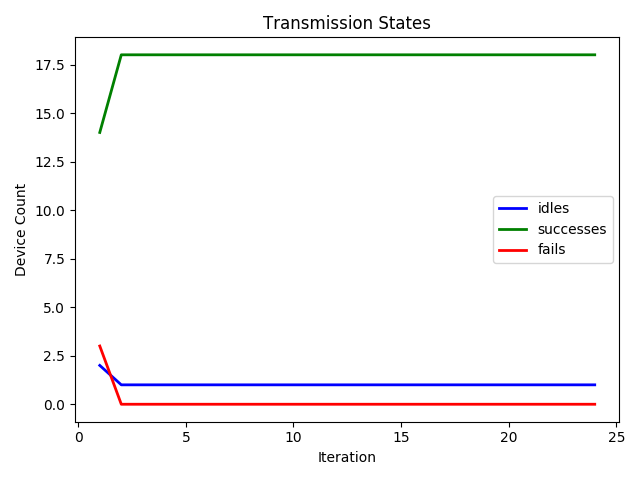 Transmission States
17.5
15.0
12.5
10.0
7.5
5.0
2.5
0.0
Device Count
idles
successes
fails
0 5 10 15 20 25
Iteration